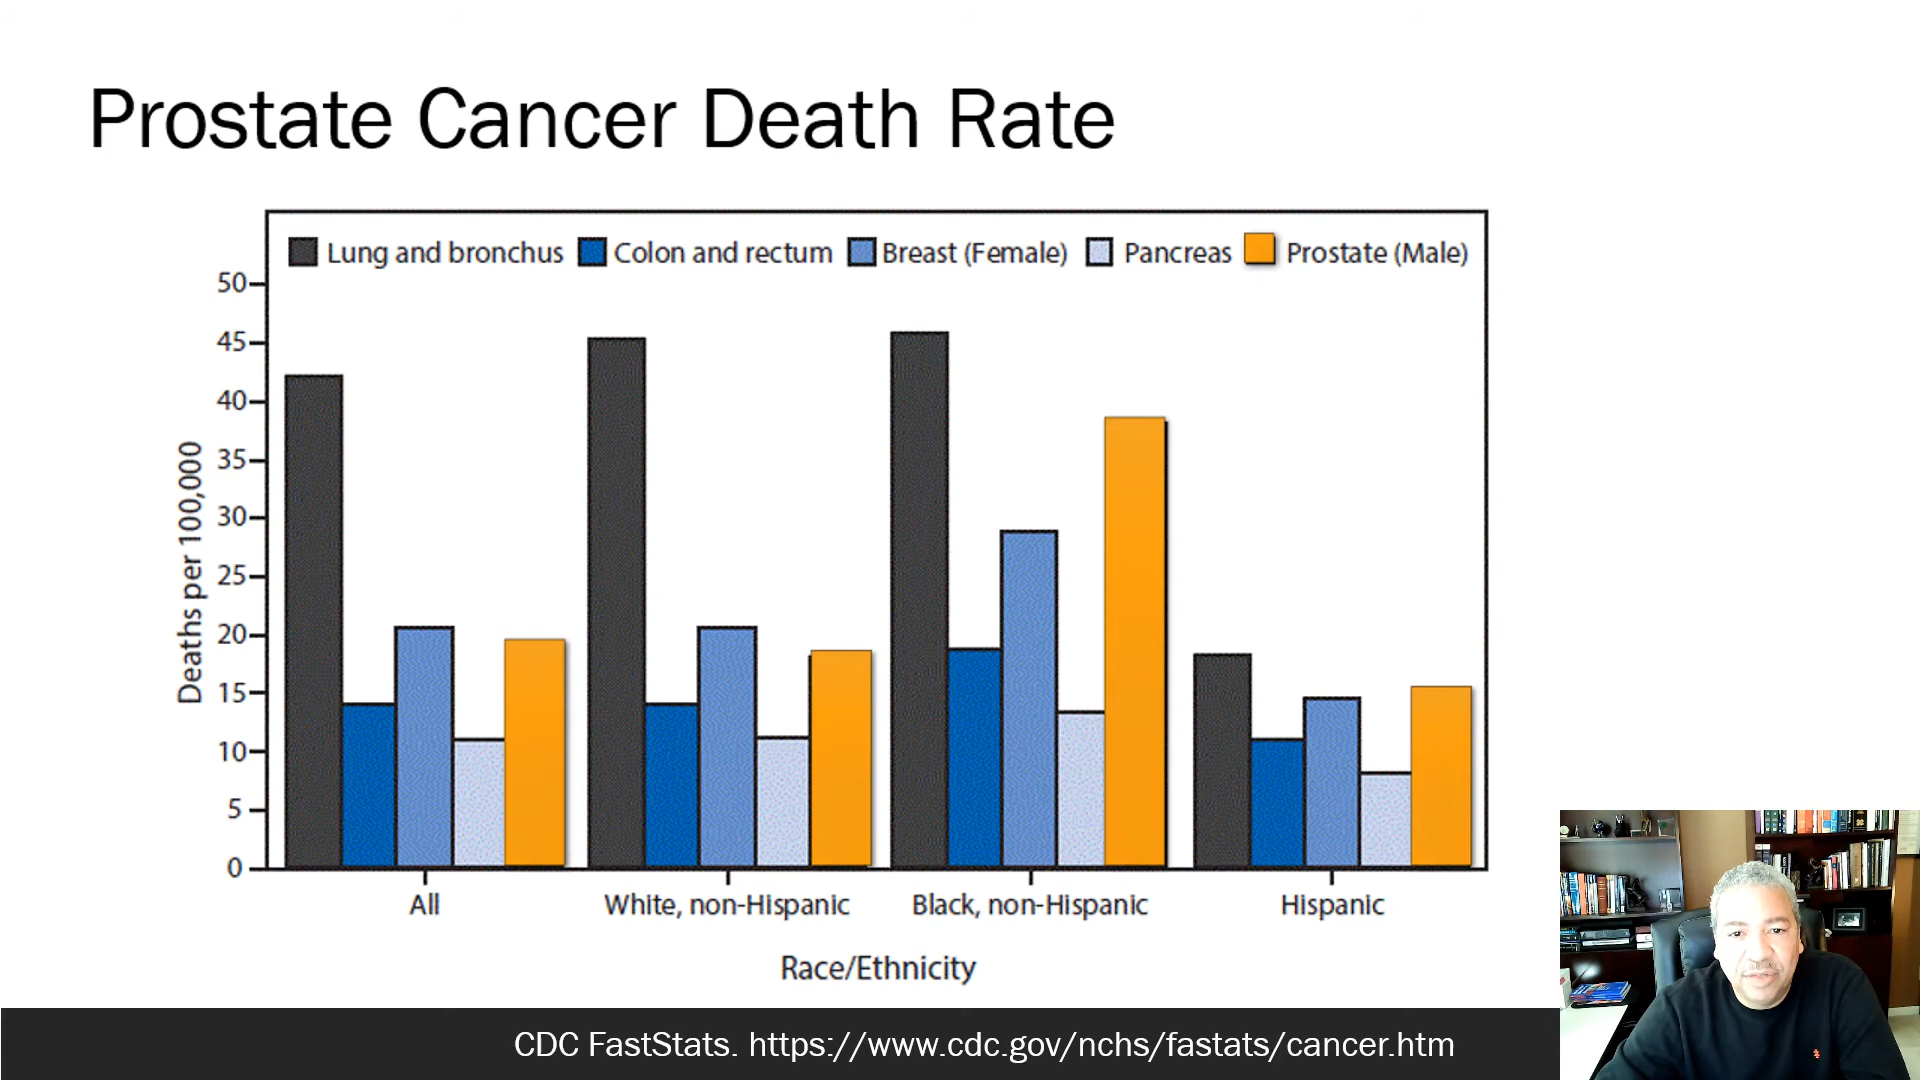 Prostate Cancer Death Rate
Lung and bronchus Colon and rectum Breast (Female) Pancreas Prostate (Male)
50
45
40
35
30
25
20
15
10
5
0
Deaths per 100,000
All White, non-Hispanic Black, non-Hispanic Hispanic
Race/Ethnicity
CDC FastStats. https://www.cdc.gov/nchs/fastats/cancer.htm